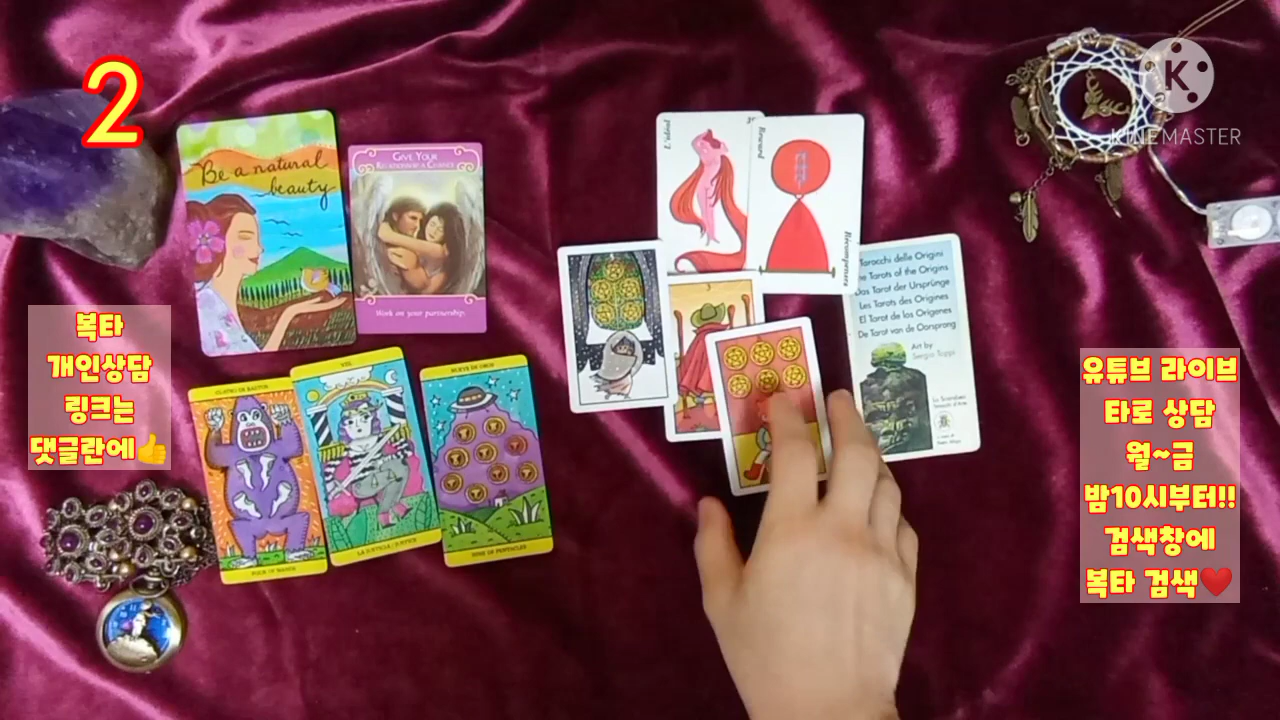 2
K
KINEMASTER
Be a natural
beauty
GIVE YOUR
RELATIONSHIP A CHANCE
Work on your partnership.
Reward
Récompenses
Tarocchi delle Origini
The Tarots of the Origins
Das Tarot der Ursprünge
Les Tarots des Origines
El Tarot de los Origenes
De Tarot van de Oorsprong
Art by
Sergio Toppi
복타
개인상담
링크는
댓글란에👍
유튜브 라이브
타로 상담
월~금
밤10시부터!!
검색창에
복타 검색❤️
CUATRO DE BASTOS
FOUR OF WANDS
VIII
LA JUSTICIA / JUSTICE
NUEVE DE OROS
NINE OF PENTACLES